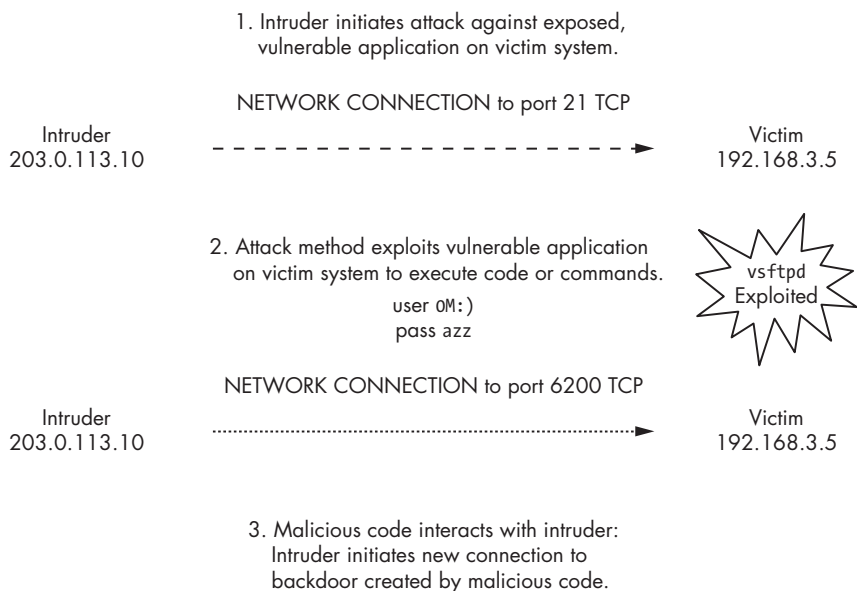 1. Intruder initiates attack against exposed,
vulnerable application on victim system.
NETWORK CONNECTION to port 21 TCP
Intruder
203.0.113.10
Victim
192.168.3.5
2. Attack method exploits vulnerable application
on victim system to execute code or commands.
user 0M:)
pass azz
vsftpd
Exploited
NETWORK CONNECTION to port 6200 TCP
Intruder
203.0.113.10
Victim
192.168.3.5
3. Malicious code interacts with intruder:
Intruder initiates new connection to
backdoor created by malicious code.